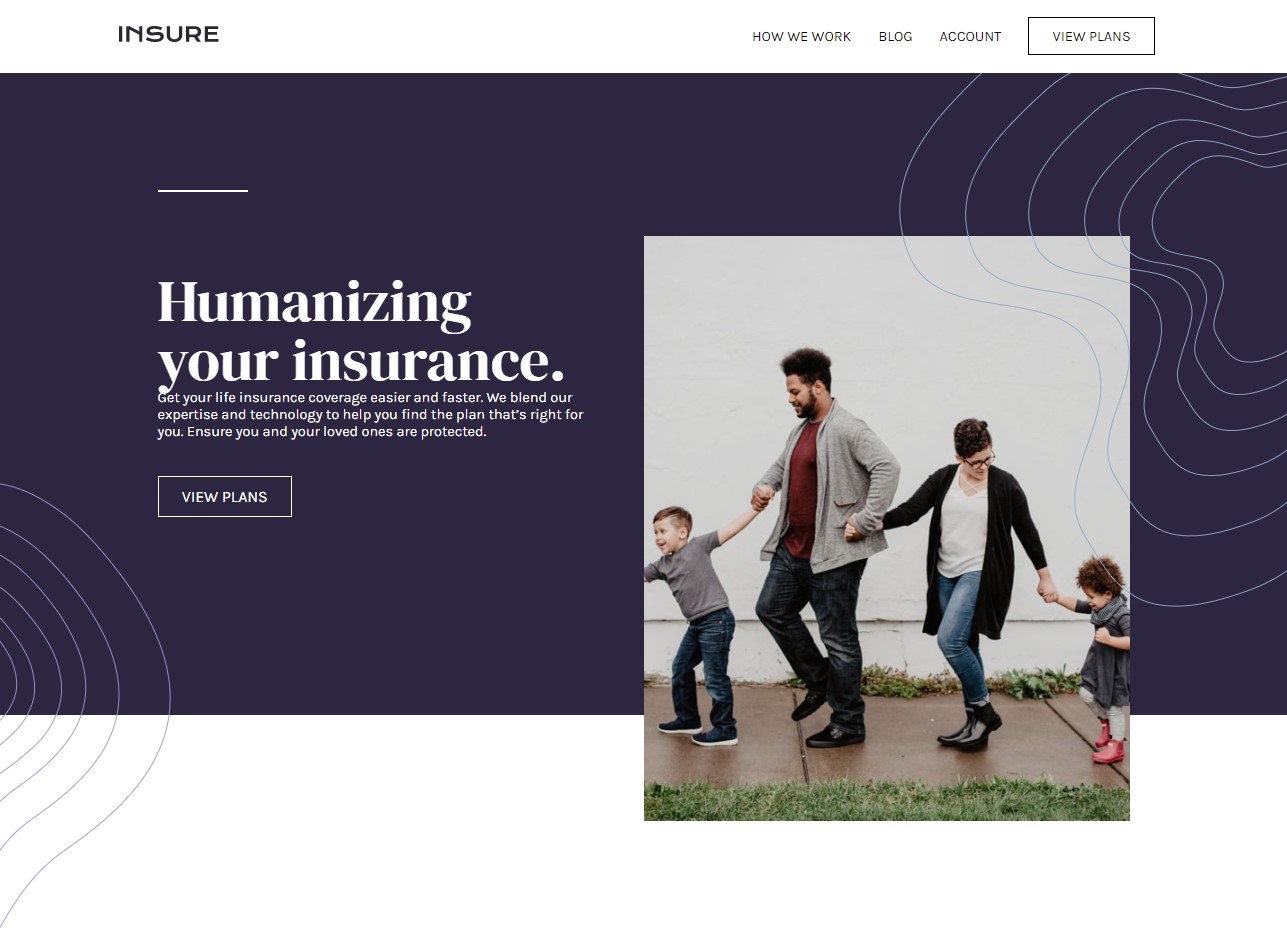 INSURE
HOW WE WORK
BLOG
ACCOUNT
VIEW PLANS
Humanizing
your insurance.
Get your life insurance coverage easier and faster. We blend our
expertise and technology to help you find the plan that’s right for
you. Ensure you and your loved ones are protected.
VIEW PLANS